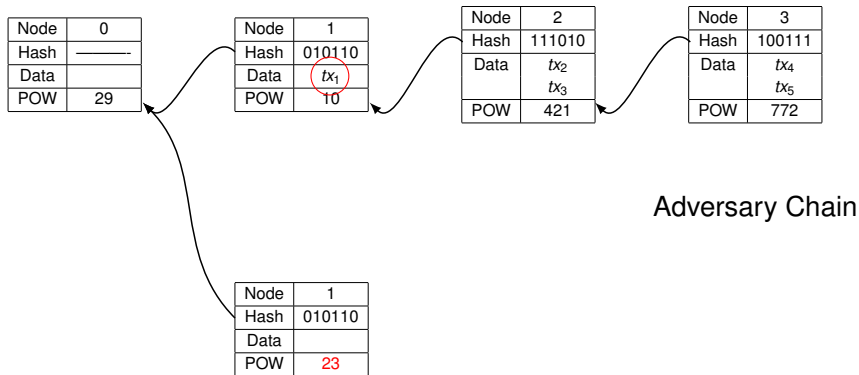 Node 0
Hash ————-
Data
POW 29
Node 1
Hash 010110
Data tx1
POW 10
Node 2
Hash 111010
Data tx2
tx3
POW 421
Node 3
Hash 100111
Data tx4
tx5
POW 772
Adversary Chain
Node 1
Hash 010110
Data
POW 23